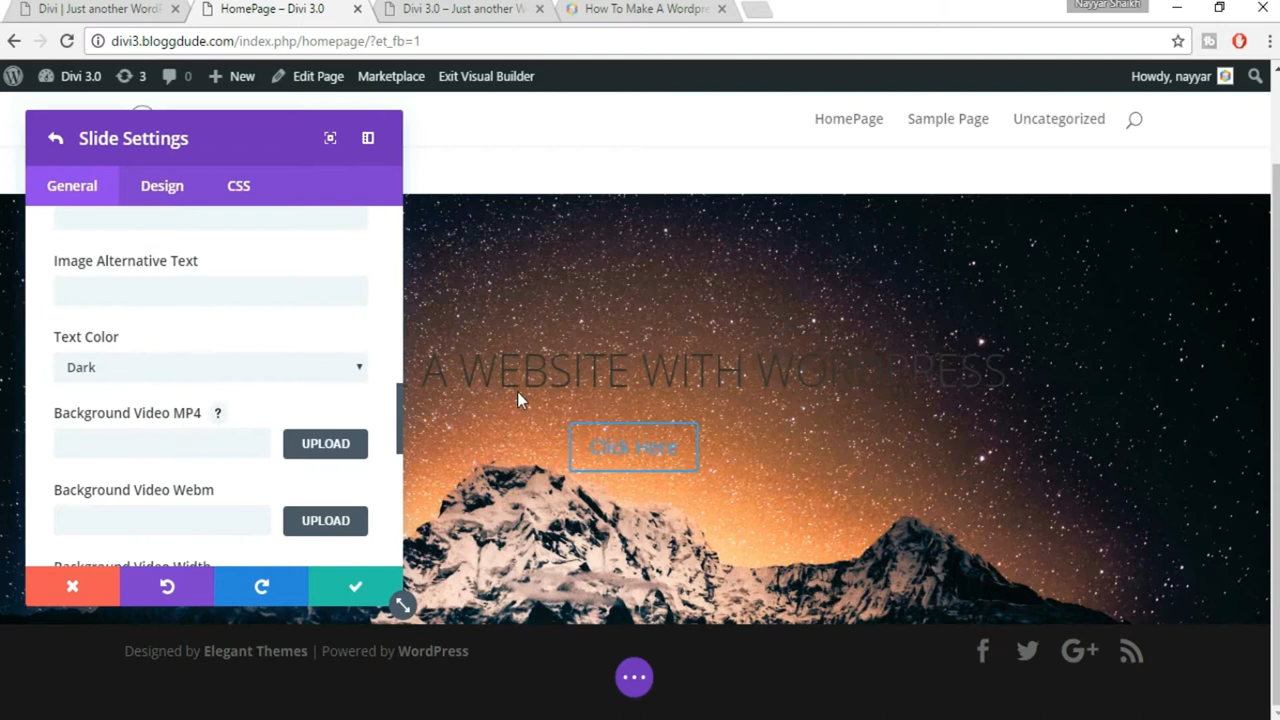 Divi | Just another WordP
HomePage – Divi 3.0
Divi 3.0 – Just another W
How To Make A Wordpre
Nayyar Shaikh
divi3.bloggdude.com/index.php/homepage/?et_fb=1
Divi 3.0
3
0
New
Edit Page
Marketplace
Exit Visual Builder
Howdy, nayyar
HomePage
Sample Page
Uncategorized
Slide Settings
General
Design
CSS
Image Alternative Text
Text Color
Dark
Background Video MP4 ?
UPLOAD
Background Video Webm
UPLOAD
Background Video Width
A WEBSITE WITH WORDPRESS
Click Here
Designed by Elegant Themes | Powered by WordPress